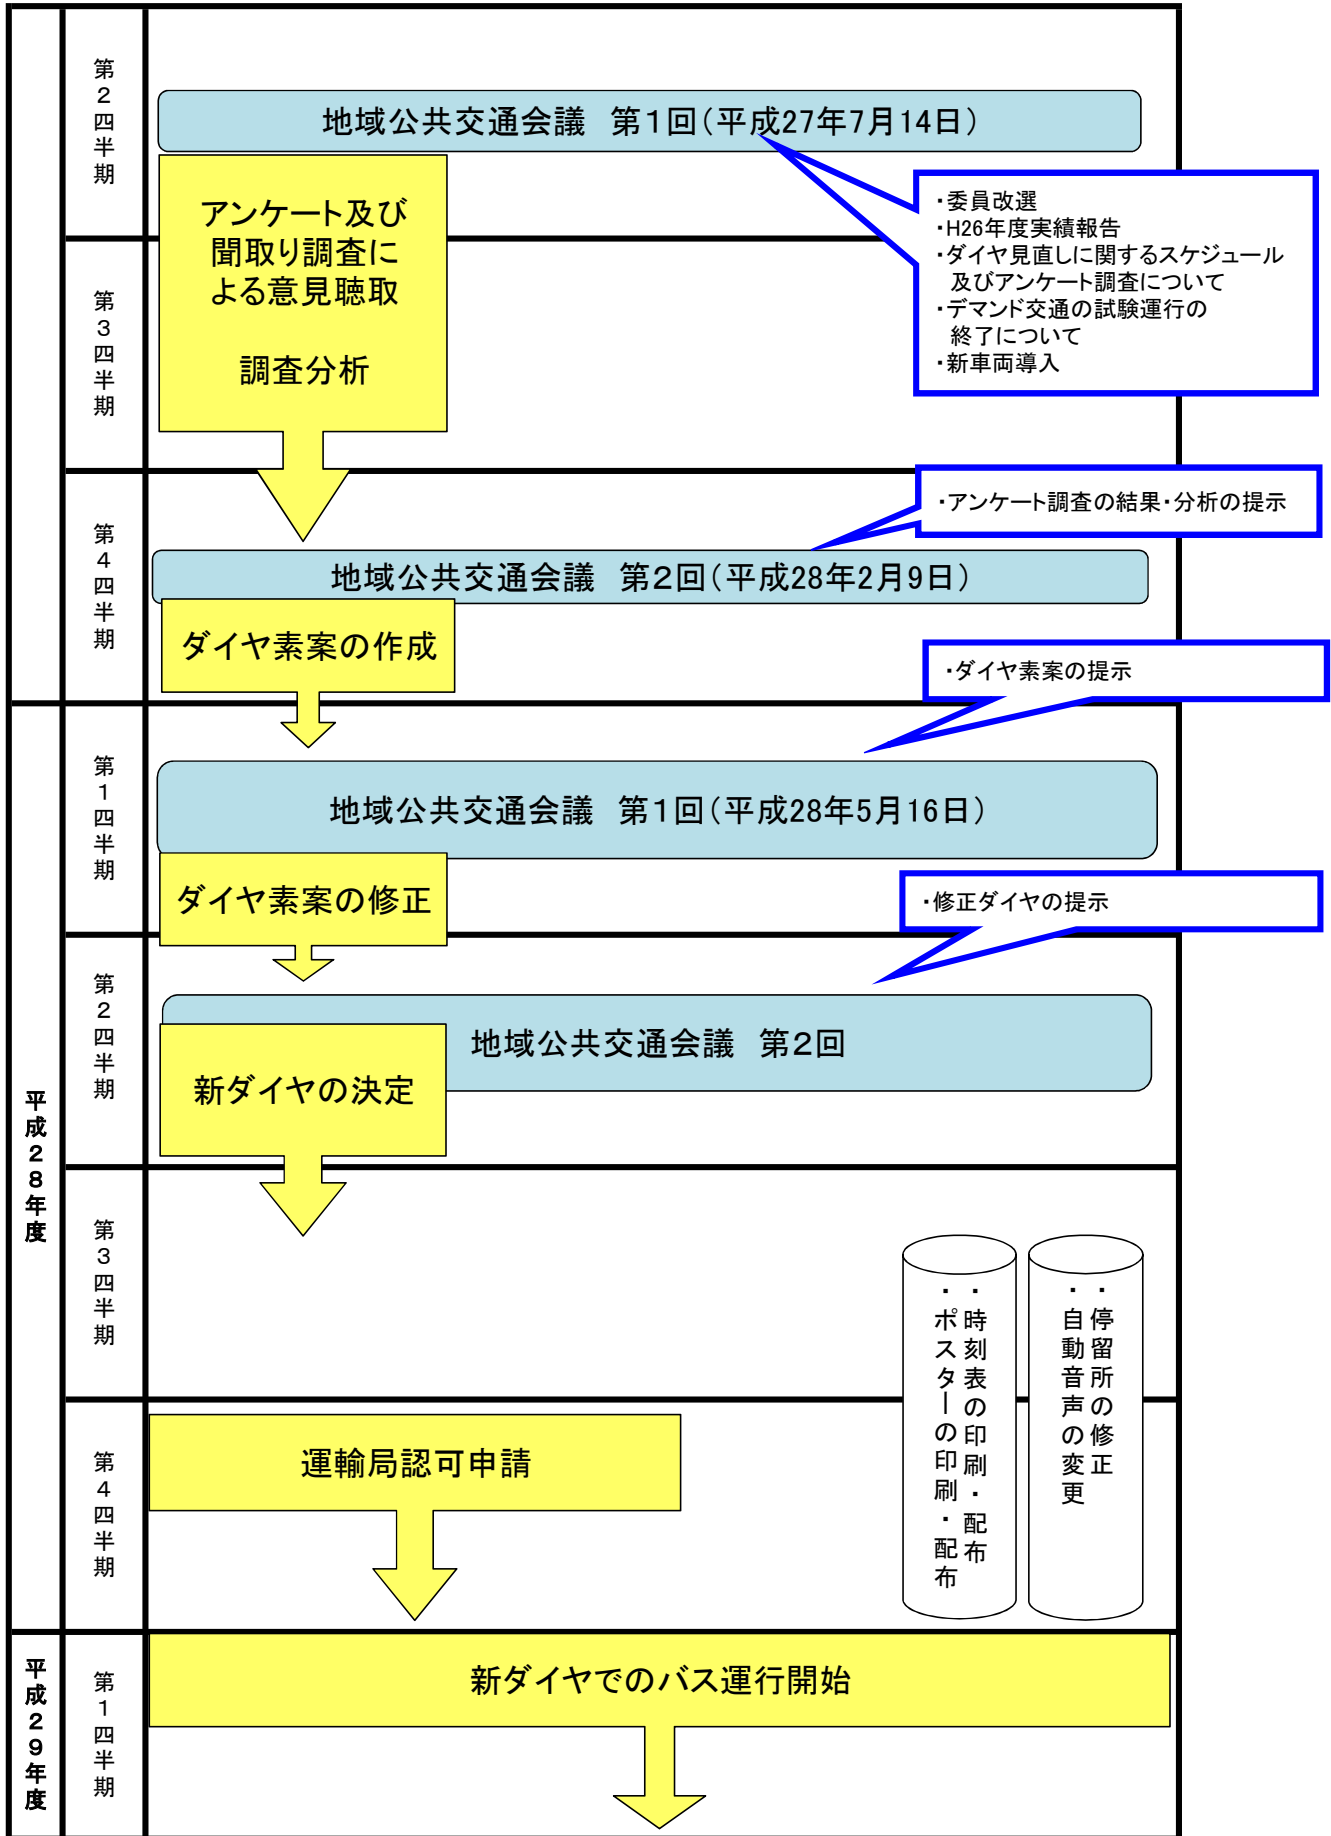 第2四半期
地域公共交通会議　第1回(平成27年7月14日)
・委員改選
・H26年度実績報告
・ダイヤ見直しに関するスケジュール
及びアンケート調査について
・デマンド交通の試験運行の
終了について
・新車両導入
アンケート及び
聞取り調査に
よる意見聴取
調査分析
第3四半期
第4四半期
・アンケート調査の結果・分析の提示
地域公共交通会議　第2回(平成28年2月9日)
ダイヤ素案の作成
・ダイヤ素案の提示
平成28年度
第1四半期
地域公共交通会議　第1回(平成28年5月16日)
ダイヤ素案の修正
・修正ダイヤの提示
第2四半期
地域公共交通会議　第2回
新ダイヤの決定
第3四半期
・時刻表の印刷・配布
・ポスターの印刷・配布
・停留所の修正
・自動音声の変更
第4四半期
運輸局認可申請
平成29年度
第1四半期
新ダイヤでのバス運行開始